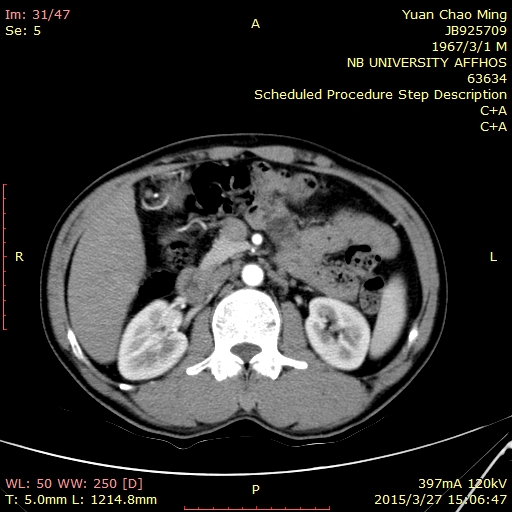 Im: 31/47
Se: 5
A
Yuan Chao Ming
JB925709
1967/3/1 M
NB UNIVERSITY AFFHOS
63634
Scheduled Procedure Step Description
C+A
C+A
R
L
WL: 50 WW: 250 [D]
T: 5.0mm L: 1214.8mm
P
397mA 120kV
2015/3/27 15:06:47